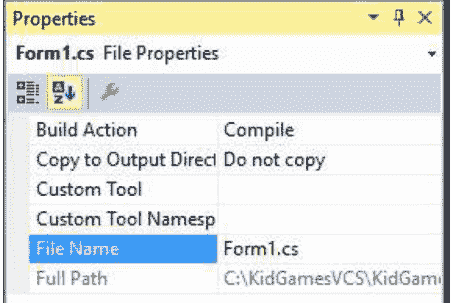 Properties
Form1.cs File Properties
Build Action Compile
Copy to Output Direct Do not copy
Custom Tool
Custom Tool Namesp
File Name Form1.cs
Full Path C:\KidGamesVCS\KidGame